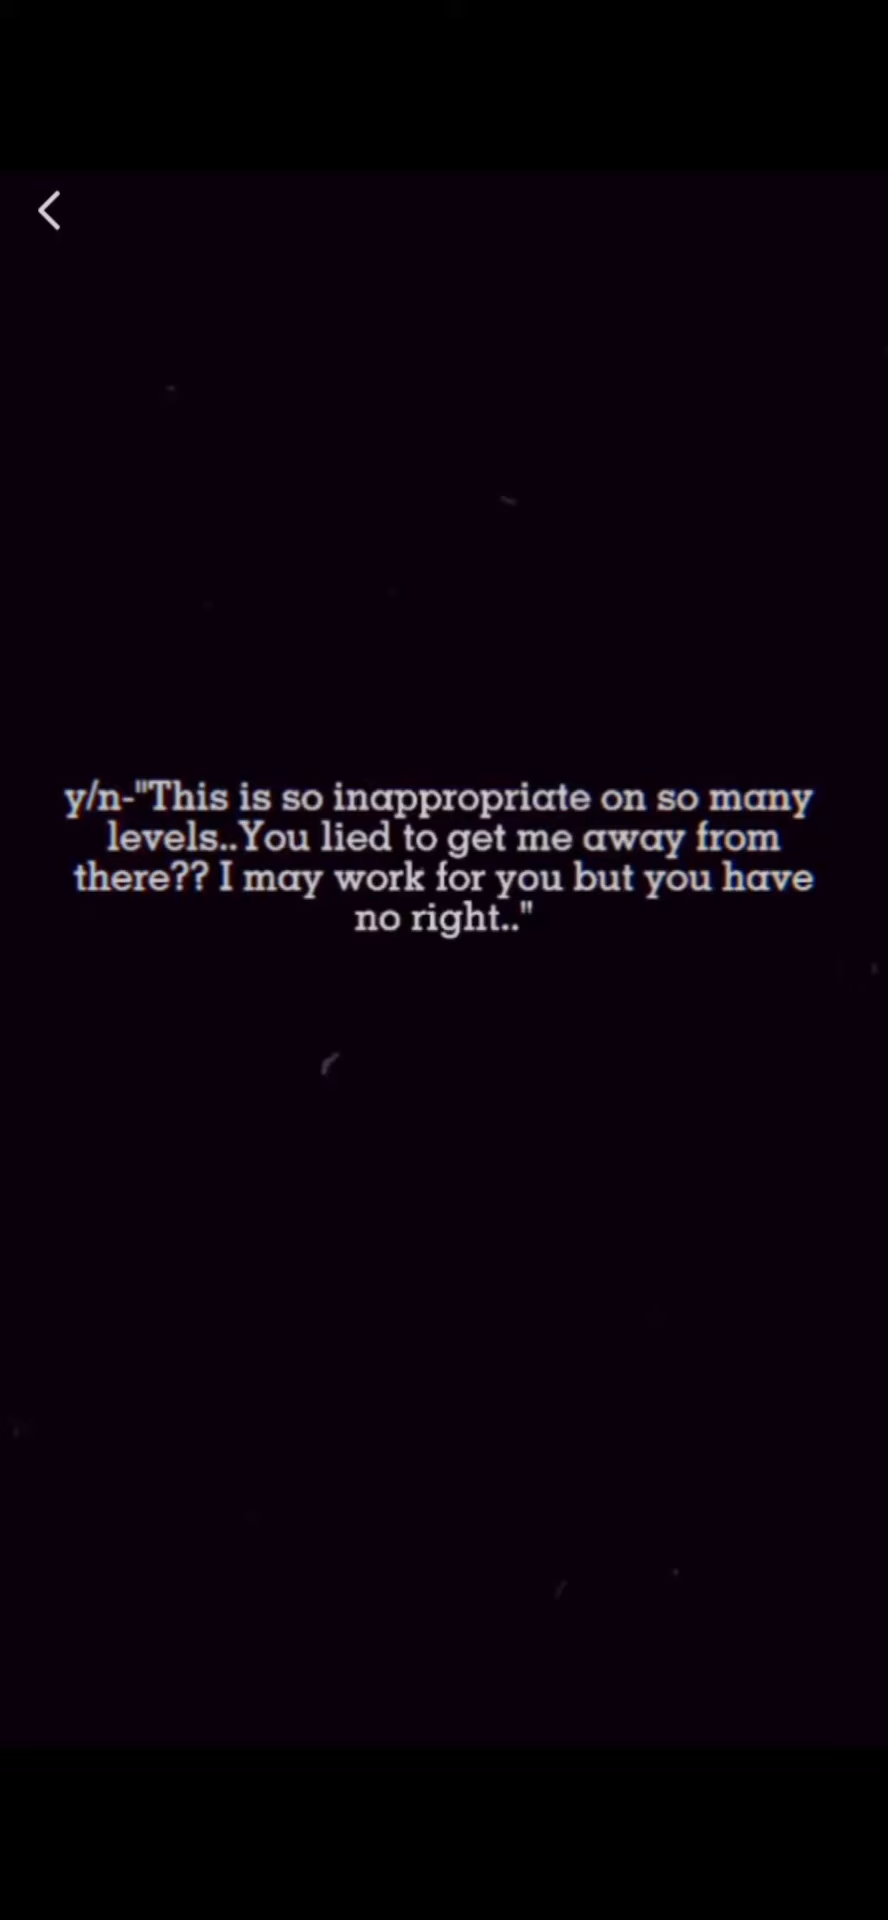 y/n-"This is so inappropriate on so many
levels..You lied to get me away from
there?? I may work for you but you have
no right.."